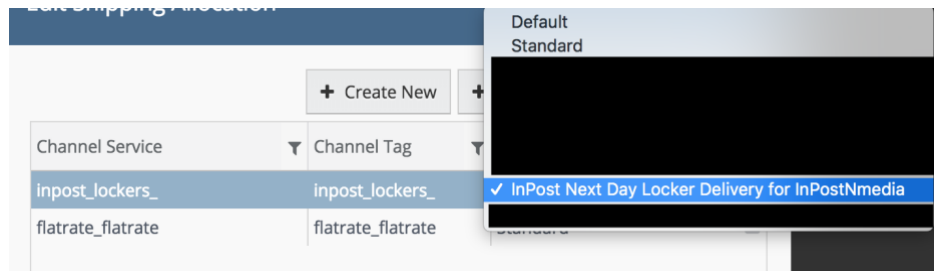 Edit Shipping Allocation
Default
Standard
+ Create New
+
Channel Service
Channel Tag
inpost_lockers_
inpost_lockers_
✓ InPost Next Day Locker Delivery for InPostNmedia
flatrate_flatrate
flatrate_flatrate
Standard